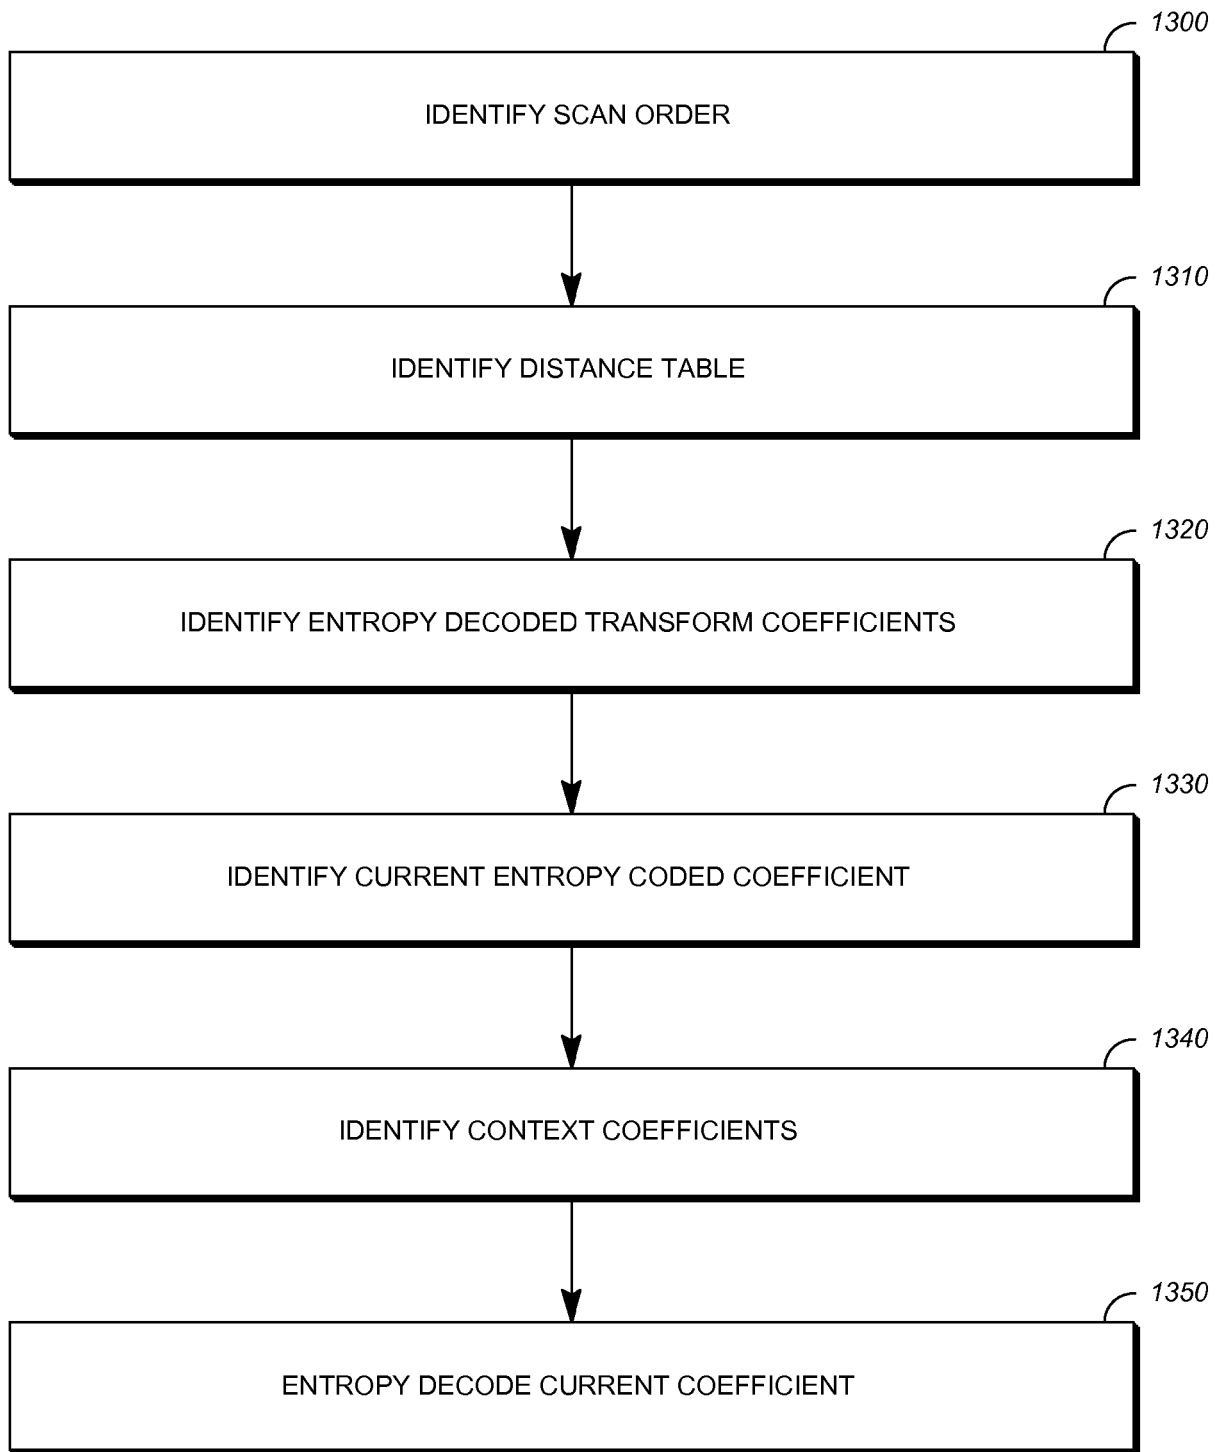 1300
IDENTIFY SCAN ORDER
1310
IDENTIFY DISTANCE TABLE
1320
IDENTIFY ENTROPY DECODED TRANSFORM COEFFICIENTS
1330
IDENTIFY CURRENT ENTROPY CODED COEFFICIENT
1340
IDENTIFY CONTEXT COEFFICIENTS
1350
ENTROPY DECODE CURRENT COEFFICIENT